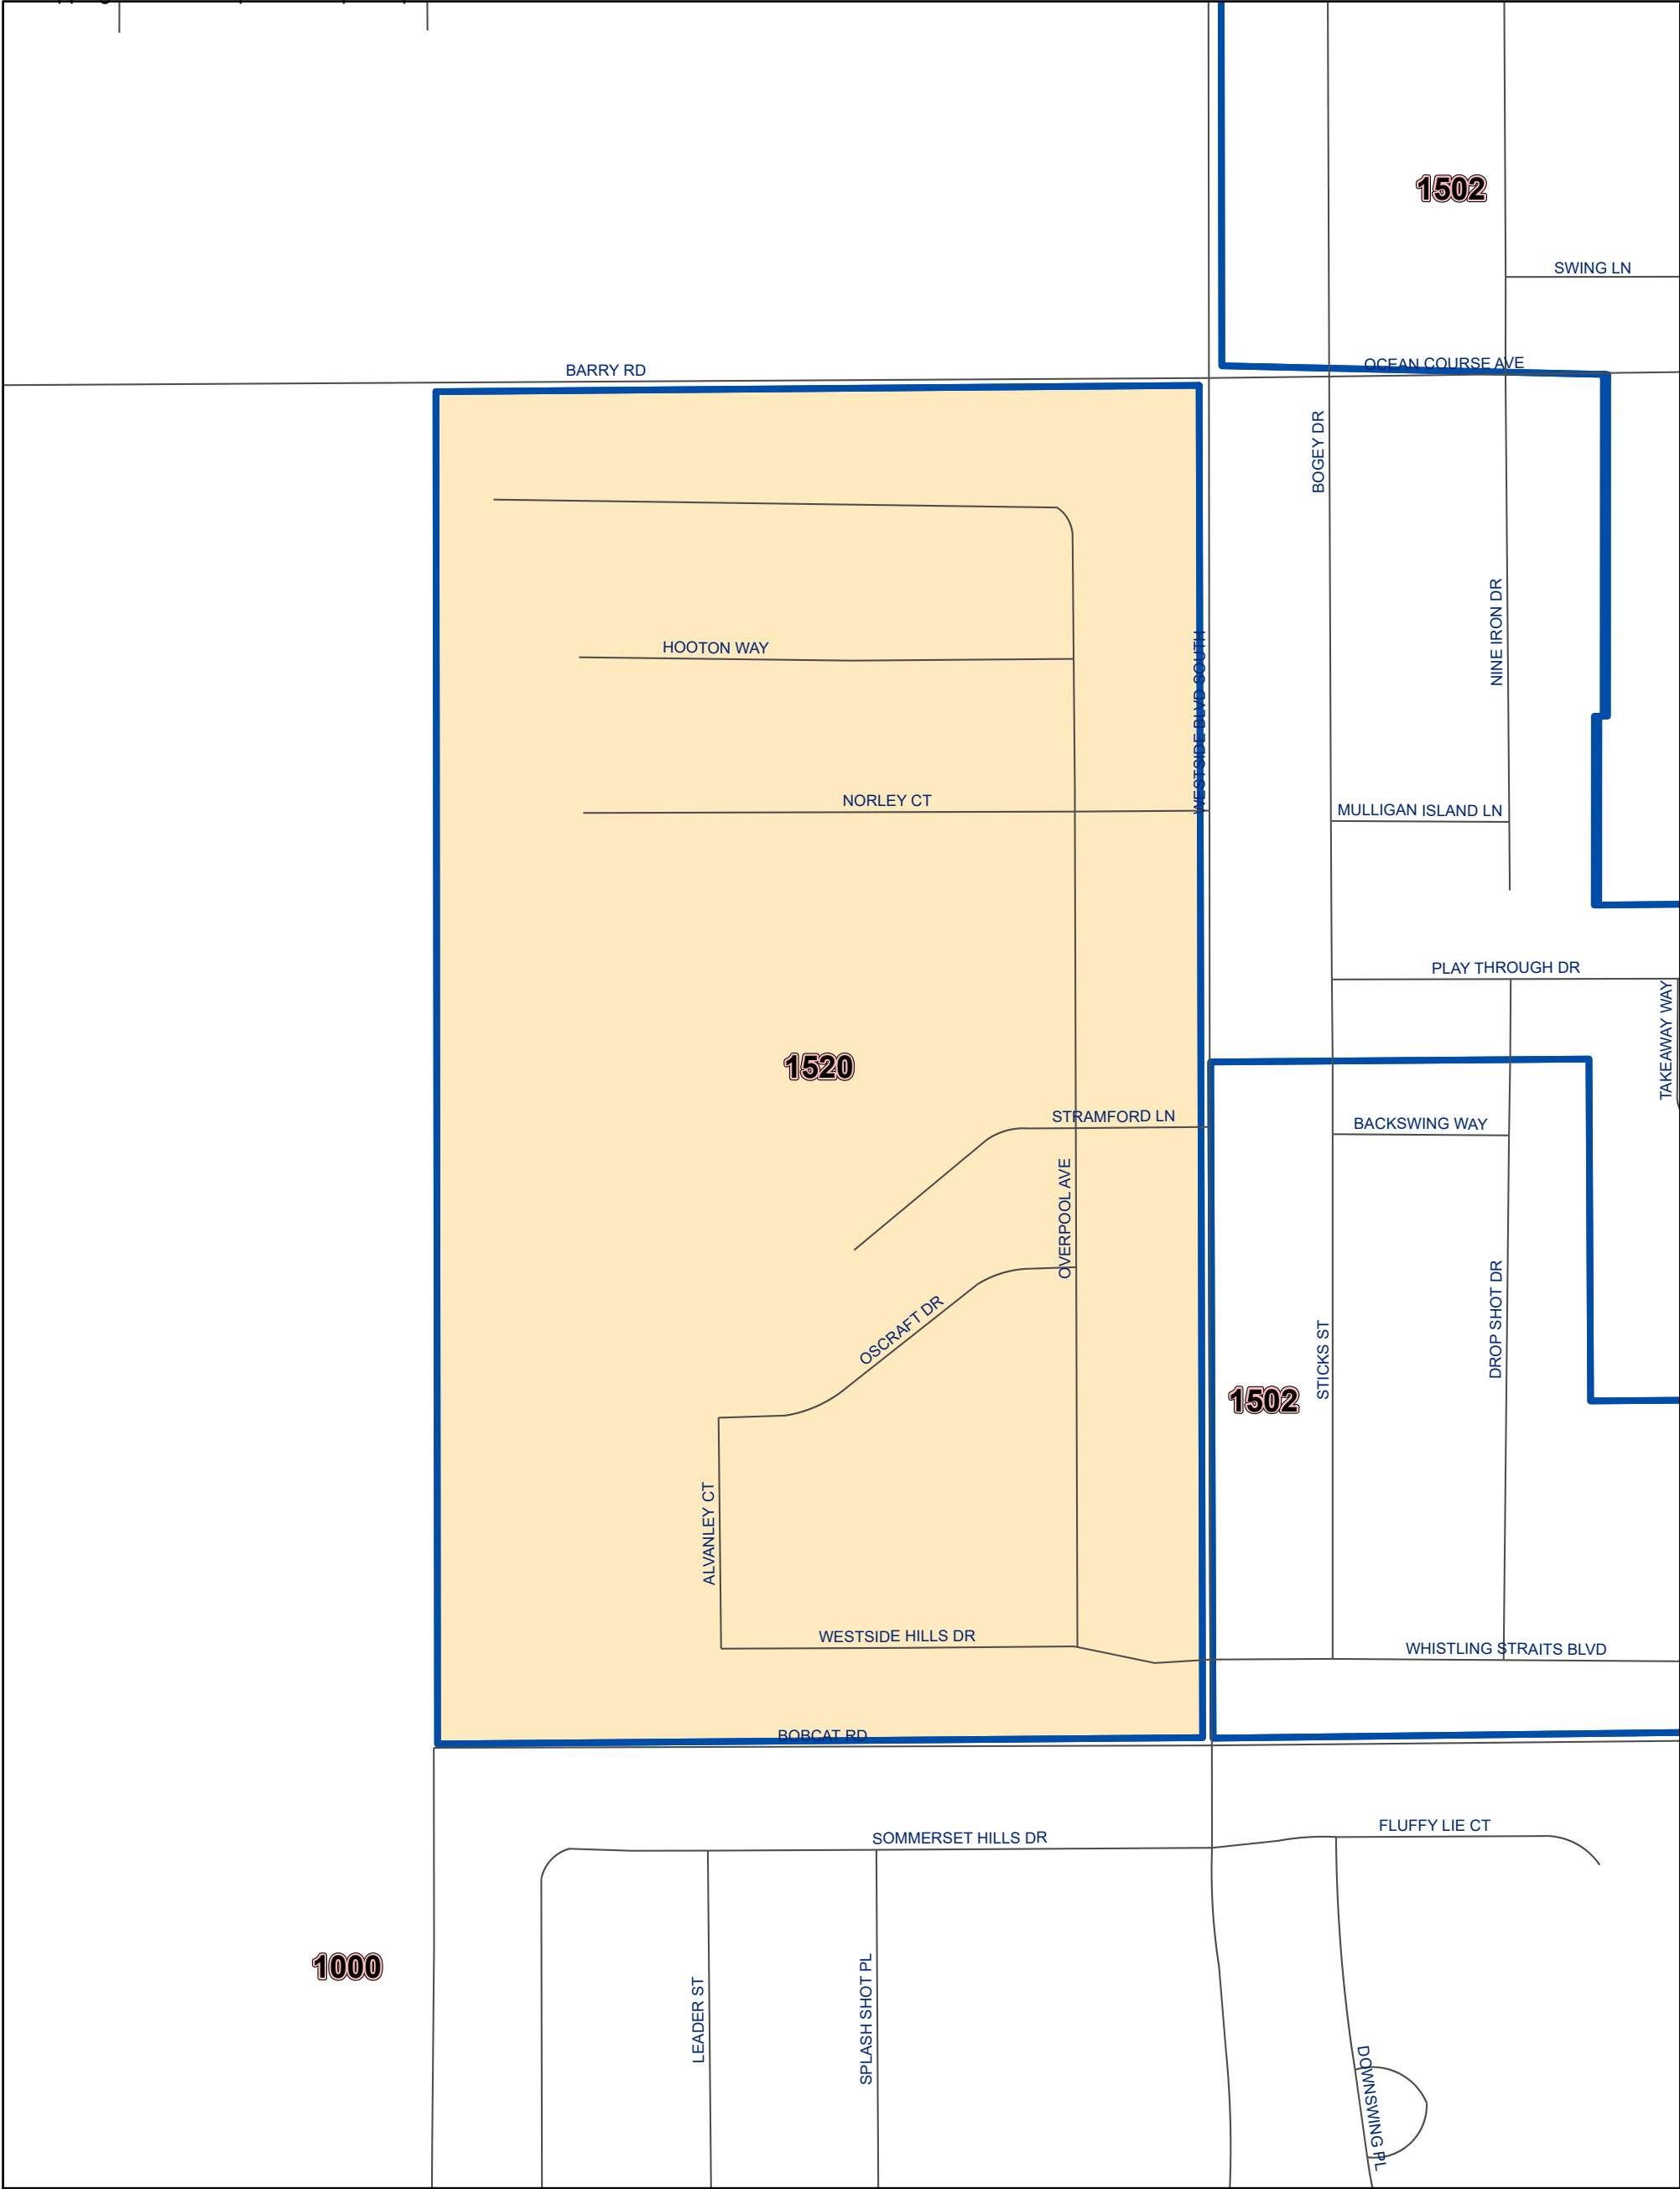 1502
SWING LN
OCEAN COURSE AVE
BARRY RD
BOGEY DR
NINE IRON DR
HOOTON WAY
WESTSIDE BLVD SOUTH
NORLEY CT
MULLIGAN ISLAND LN
PLAY THROUGH DR
TAKEAWAY WAY
1520
STRAMFORD LN
BACKSWING WAY
OVERPOOL AVE
OSCRAFT DR
STICKS ST
DROP SHOT DR
1502
ALVANLEY CT
WESTSIDE HILLS DR
WHISTLING STRAITS BLVD
BOBCAT RD
SOMMERSET HILLS DR
FLUFFY LIE CT
1000
LEADER ST
SPLASH SHOT PL
DOWNSWING PL